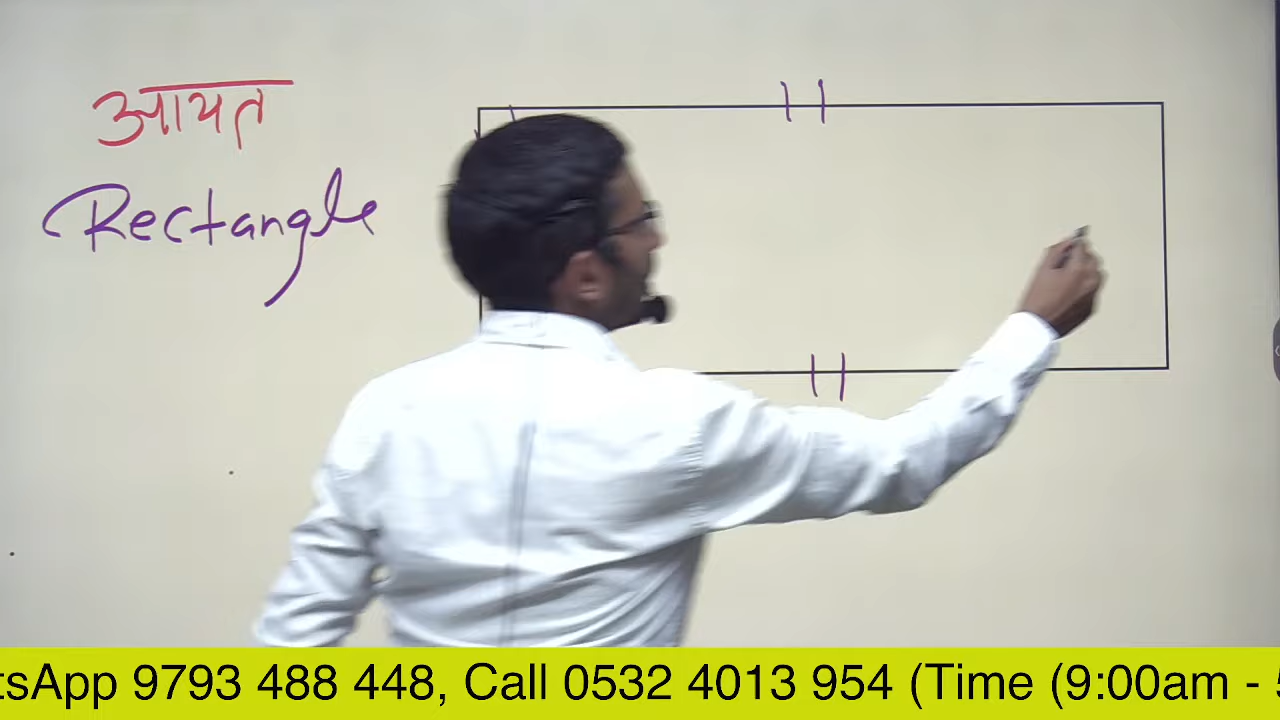 आयत
Rectangle
tsApp 9793 488 448, Call 0532 4013 954 (Time (9:00am -